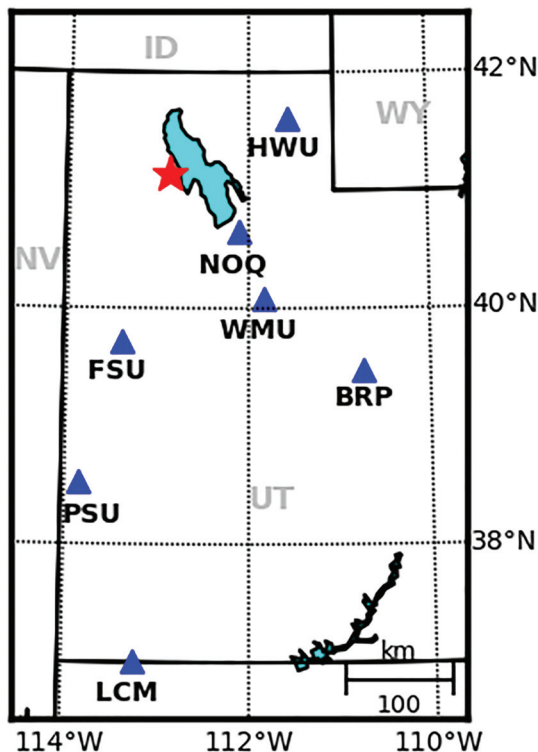 ID
42°N
WY
HWU
NV
NOQ
40°N
WMU
FSU
BRP
UT
PSU
38°N
km
LCM
100
114°W
112°W
110°W